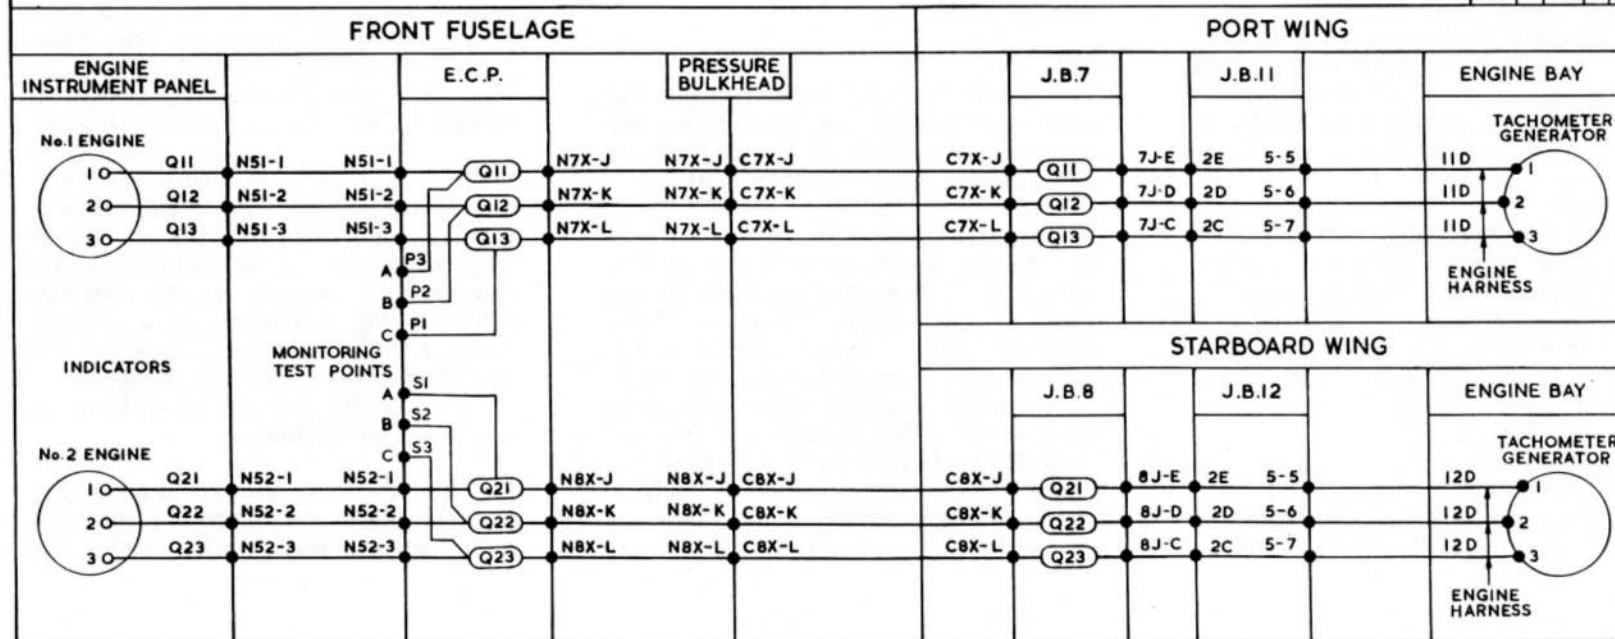 FRONT FUSELAGE
PORT WING
ENGINE
INSTRUMENT PANEL
E.C.P.
PRESSURE
BULKHEAD
J.B.7
J.B.11
ENGINE BAY
No.1 ENGINE
TACHOMETER
GENERATOR
1 Q11 N51-1 N51-1 Q11 N7X-J N7X-J C7X-J C7X-J Q11 7J-E 2E 5-5 11D 1
2 Q12 N51-2 N51-2 Q12 N7X-K N7X-K C7X-K C7X-K Q12 7J-D 2D 5-6 11D 2
3 Q13 N51-3 N51-3 Q13 N7X-L N7X-L C7X-L C7X-L Q13 7J-C 2C 5-7 11D 3
A P3
B P2
C P1
ENGINE
HARNESS
INDICATORS
MONITORING
TEST POINTS
A S1
B S2
C S3
STARBOARD WING
J.B.8
J.B.12
ENGINE BAY
No.2 ENGINE
TACHOMETER
GENERATOR
1 Q21 N52-1 N52-1 Q21 N8X-J N8X-J C8X-J C8X-J Q21 8J-E 2E 5-5 12D 1
2 Q22 N52-2 N52-2 Q22 N8X-K N8X-K C8X-K C8X-K Q22 8J-D 2D 5-6 12D 2
3 Q23 N52-3 N52-3 Q23 N8X-L N8X-L C8X-L C8X-L Q23 8J-C 2C 5-7 12D 3
ENGINE
HARNESS